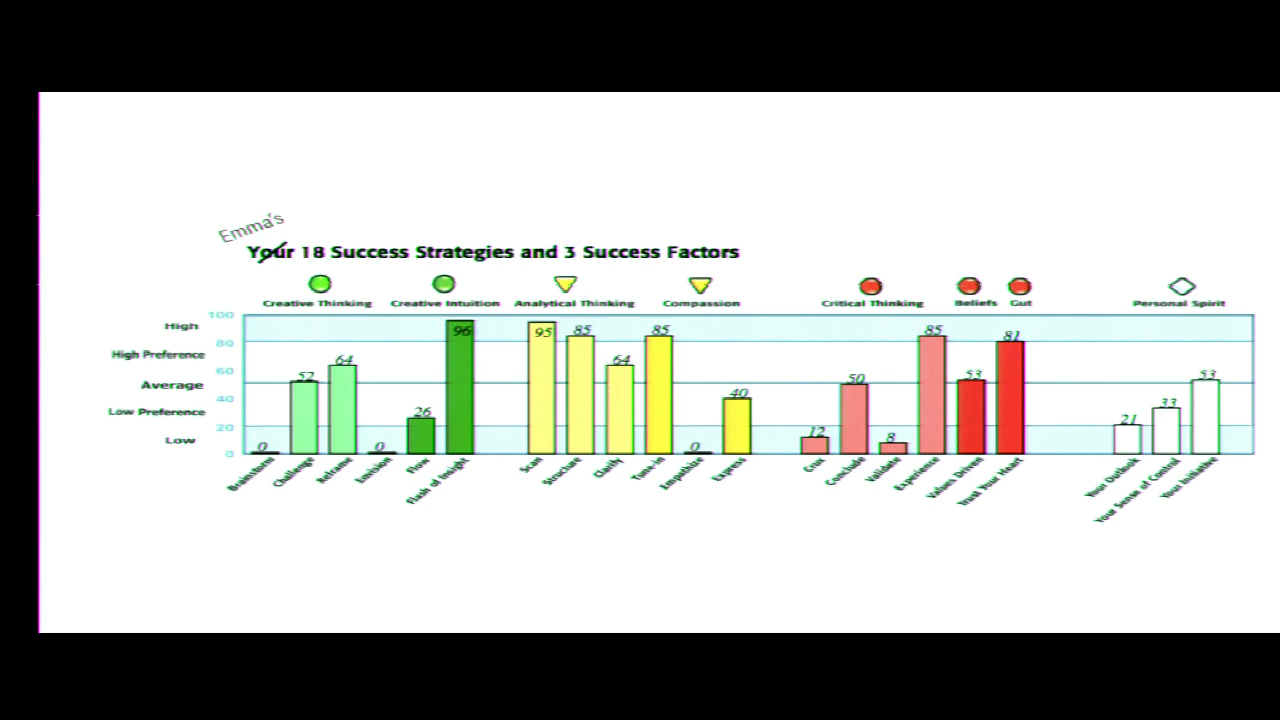 Emma's
Your 18 Success Strategies and 3 Success Factors
Creative Thinking Creative Intuition Analytical Thinking Compassion Critical Thinking Beliefs Gut Personal Spirit
100
High
High Preference 80
60
Average
40
Low Preference
20
Low
0
0 52 64 0 26 96 95 85 64 85 0 40 12 50 8 85 53 81 21 33 53
Brainstorm
Challenge
Reframe
Envision
Flow
Flash of Insight
Scan
Structure
Clarify
Tune-in
Empathize
Express
Crux
Conclude
Validate
Experience
Values Driven
Trust Your Heart
Your Outlook
Your Sense of Control
Your Initiative